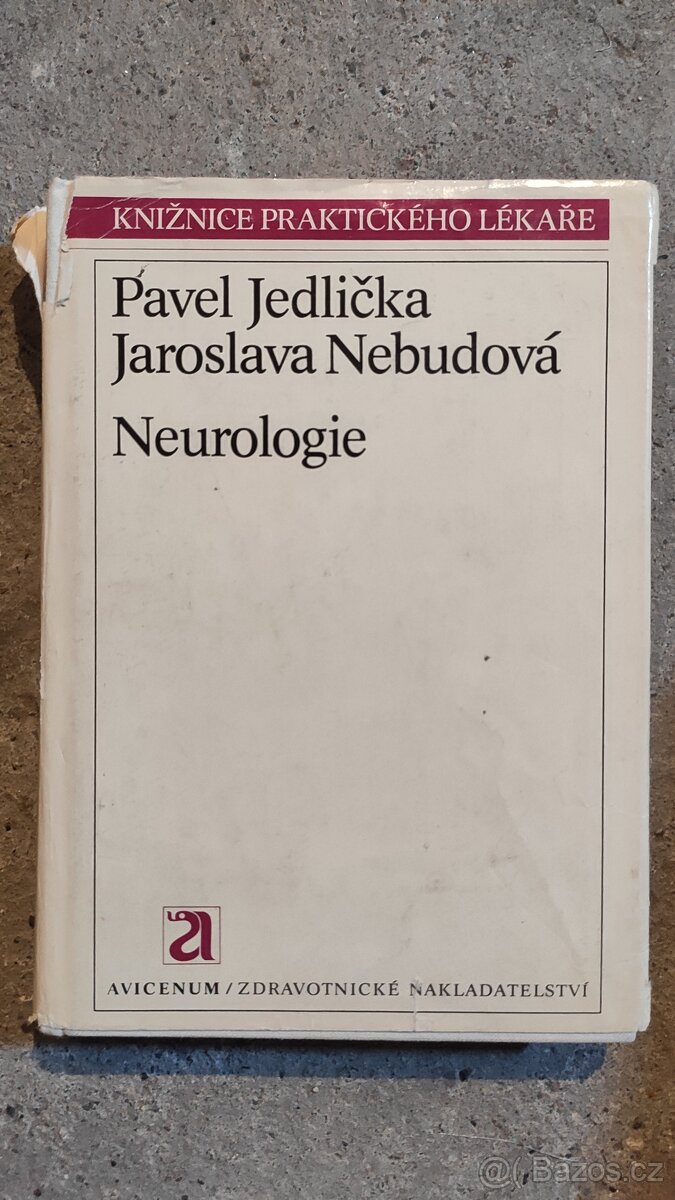 KNIŽNICE PRAKTICKÉHO LÉKAŘE
Pavel Jedlička
Jaroslava Nebudová
Neurologie
AVICENUM / ZDRAVOTNICKÉ NAKLADATELSTVÍ
@( Bazos.cz